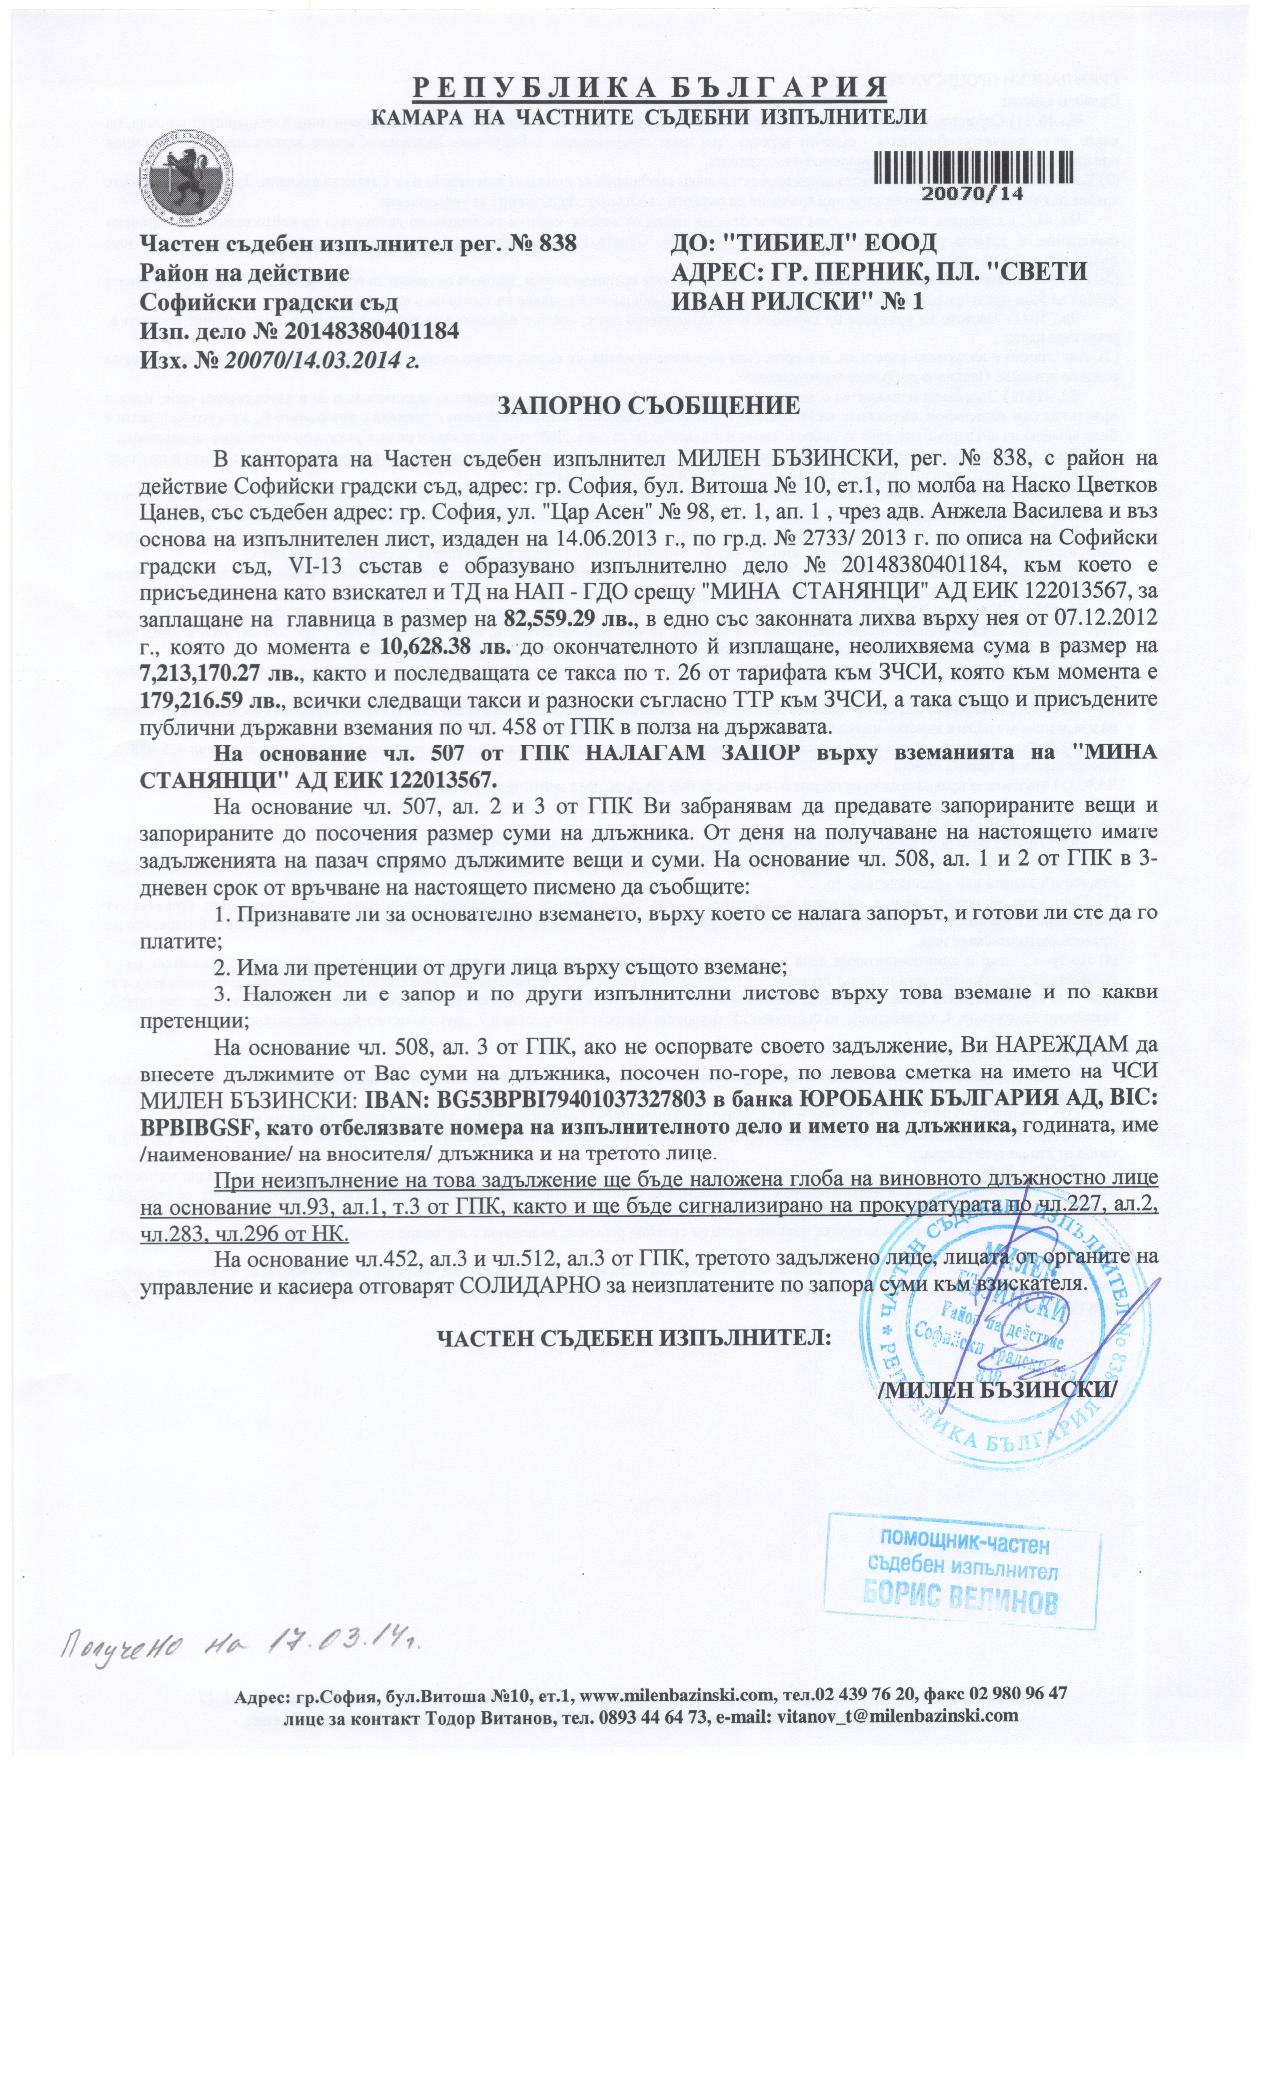 Р Е П У Б Л И К А  Б Ъ Л Г А Р И Я
КАМАРА НА ЧАСТНИТЕ СЪДЕБНИ ИЗПЪЛНИТЕЛИ
20070/14
Частен съдебен изпълнител рег. № 838
Район на действие
Софийски градски съд
Изп. дело № 20148380401184
Изх. № 20070/14.03.2014 г.
ДО: "ТИБИЕЛ" ЕООД
АДРЕС: ГР. ПЕРНИК, ПЛ. "СВЕТИ
ИВАН РИЛСКИ" № 1
ЗАПОРНО СЪОБЩЕНИЕ
В кантората на Частен съдебен изпълнител МИЛЕН БЪЗИНСКИ, рег. № 838, с район на
действие Софийски градски съд, адрес: гр. София, бул. Витоша № 10, ет.1, по молба на Наско Цветков
Цанев, със съдебен адрес: гр. София, ул. "Цар Асен" № 98, ет. 1, ап. 1 , чрез адв. Анжела Василева и въз
основа на изпълнителен лист, издаден на 14.06.2013 г., по гр.д. № 2733/ 2013 г. по описа на Софийски
градски съд, VI-13 състав е образувано изпълнително дело № 20148380401184, към което е
присъединена като взискател и ТД на НАП - ГДО срещу "МИНА СТАНЯНЦИ" АД ЕИК 122013567, за
заплащане на главница в размер на 82,559.29 лв., в едно със законната лихва върху нея от 07.12.2012
г., която до момента е 10,628.38 лв. до окончателното й изплащане, неолихвяема сума в размер на
7,213,170.27 лв., както и последващата се такса по т. 26 от тарифата към ЗЧСИ, която към момента е
179,216.59 лв., всички следващи такси и разноски съгласно ТТР към ЗЧСИ, а така също и присъдените
публични държавни вземания по чл. 458 от ГПК в полза на държавата.
На основание чл. 507 от ГПК НАЛАГАМ ЗАПОР върху вземанията на "МИНА
СТАНЯНЦИ" АД ЕИК 122013567.
На основание чл. 507, ал. 2 и 3 от ГПК Ви забранявам да предавате запорираните вещи и
запорираните до посочения размер суми на длъжника. От деня на получаване на настоящето имате
задълженията на пазач спрямо дължимите вещи и суми. На основание чл. 508, ал. 1 и 2 от ГПК в 3-
дневен срок от връчване на настоящето писмено да съобщите:
1. Признавате ли за основателно вземането, върху което се налага запорът, и готови ли сте да го
платите;
2. Има ли претенции от други лица върху същото вземане;
3. Наложен ли е запор и по други изпълнителни листове върху това вземане и по какви
претенции;
На основание чл. 508, ал. 3 от ГПК, ако не оспорвате своето задължение, Ви НАРЕЖДАМ да
внесете дължимите от Вас суми на длъжника, посочен по-горе, по левова сметка на името на ЧСИ
МИЛЕН БЪЗИНСКИ: IBAN: BG53BPBI79401037327803 в банка ЮРОБАНК БЪЛГАРИЯ АД, BIC:
BPBIBGSF, като отбелязвате номера на изпълнителното дело и името на длъжника, годината, име
/наименование/ на вносителя/ длъжника и на третото лице.
При неизпълнение на това задължение ще бъде наложена глоба на виновното длъжностно лице
на основание чл.93, ал.1, т.3 от ГПК, както и ще бъде сигнализирано на прокуратурата по чл.227, ал.2,
чл.283, чл.296 от НК.
На основание чл.452, ал.3 и чл.512, ал.3 от ГПК, третото задължено лице, лицата от органите на
управление и касиера отговарят СОЛИДАРНО за неизплатените по запора суми към взискателя.
ЧАСТЕН СЪДЕБЕН ИЗПЪЛНИТЕЛ:
ЧАСТЕН СЪДЕБЕН ИЗПЪЛНИТЕЛ № 838
РЕПУБЛИКА БЪЛГАРИЯ
МИЛЕН
БЪЗИНСКИ
Район на действие
Софийски градски съд
838
/МИЛЕН БЪЗИНСКИ/
ПОМОЩНИК-ЧАСТЕН
СЪДЕБЕН ИЗПЪЛНИТЕЛ
БОРИС ВЕЛИНОВ
Получено на 17.03.14г.
Адрес: гр.София, бул.Витоша №10, ет.1, www.milenbazinski.com, тел.02 439 76 20, факс 02 980 96 47
лице за контакт Тодор Витанов, тел. 0893 44 64 73, e-mail: vitanov_t@milenbazinski.com